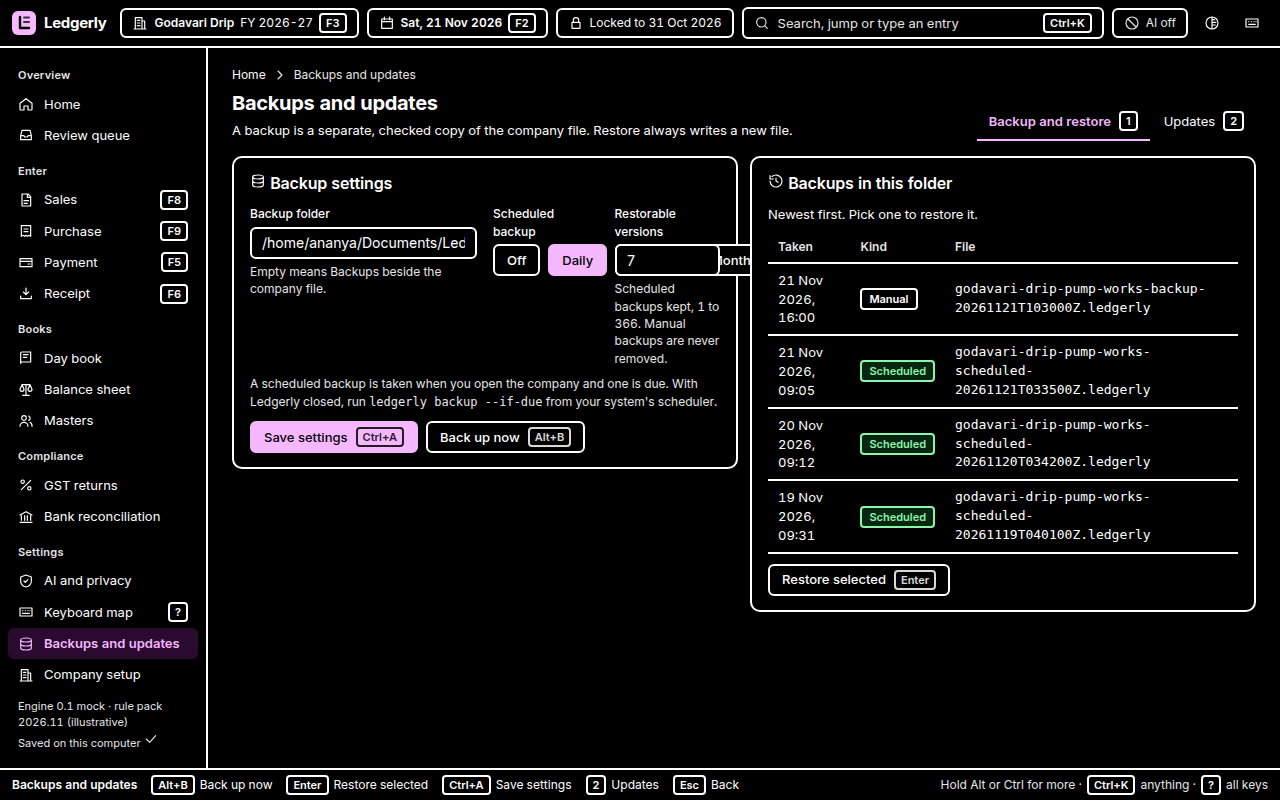 Ledgerly
Godavari Drip FY 2026-27 F3
Sat, 21 Nov 2026 F2
Locked to 31 Oct 2026
Search, jump or type an entry Ctrl+K
AI off
Overview
Home
Review queue
Enter
Sales F8
Purchase F9
Payment F5
Receipt F6
Books
Day book
Balance sheet
Masters
Compliance
GST returns
Bank reconciliation
Settings
AI and privacy
Keyboard map ?
Backups and updates
Company setup
Engine 0.1 mock · rule pack
2026.11 (illustrative)
Saved on this computer
Home > Backups and updates
Backups and updates
A backup is a separate, checked copy of the company file. Restore always writes a new file.
Backup and restore 1
Updates 2
Backup settings
Backup folder
/home/ananya/Documents/Led
Empty means Backups beside the
company file.
Scheduled
backup
Off
Daily
Restorable
versions
7
Scheduled
backups kept, 1 to
366. Manual
backups are never
removed.
A scheduled backup is taken when you open the company and one is due. With
Ledgerly closed, run ledgerly backup --if-due from your system's scheduler.
Save settings Ctrl+A
Back up now Alt+B
Backups in this folder
Newest first. Pick one to restore it.
Taken Kind File
21 Nov
2026,
16:00
Manual
godavari-drip-pump-works-backup-
20261121T103000Z.ledgerly
21 Nov
2026,
09:05
Scheduled
godavari-drip-pump-works-
scheduled-
20261121T033500Z.ledgerly
20 Nov
2026,
09:12
Scheduled
godavari-drip-pump-works-
scheduled-
20261120T034200Z.ledgerly
19 Nov
2026,
09:31
Scheduled
godavari-drip-pump-works-
scheduled-
20261119T040100Z.ledgerly
Restore selected Enter
Backups and updates Alt+B Back up now Enter Restore selected Ctrl+A Save settings 2 Updates Esc Back
Hold Alt or Ctrl for more · Ctrl+K anything · ? all keys